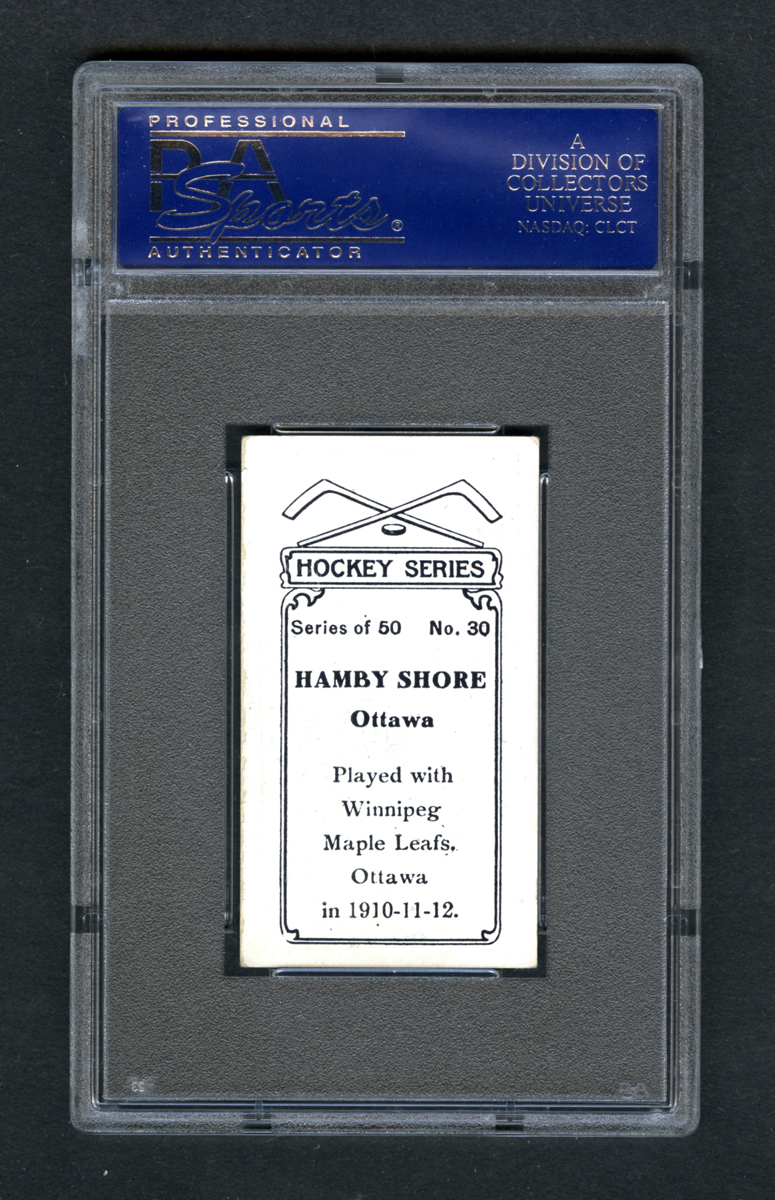 PROFESSIONAL
PSA
Sports®
AUTHENTICATOR
A
DIVISION OF
COLLECTORS
UNIVERSE
NASDAQ: CLCT
HOCKEY SERIES
Series of 50 No. 30
HAMBY SHORE
Ottawa
Played with
Winnipeg
Maple Leafs,
Ottawa
in 1910-11-12.